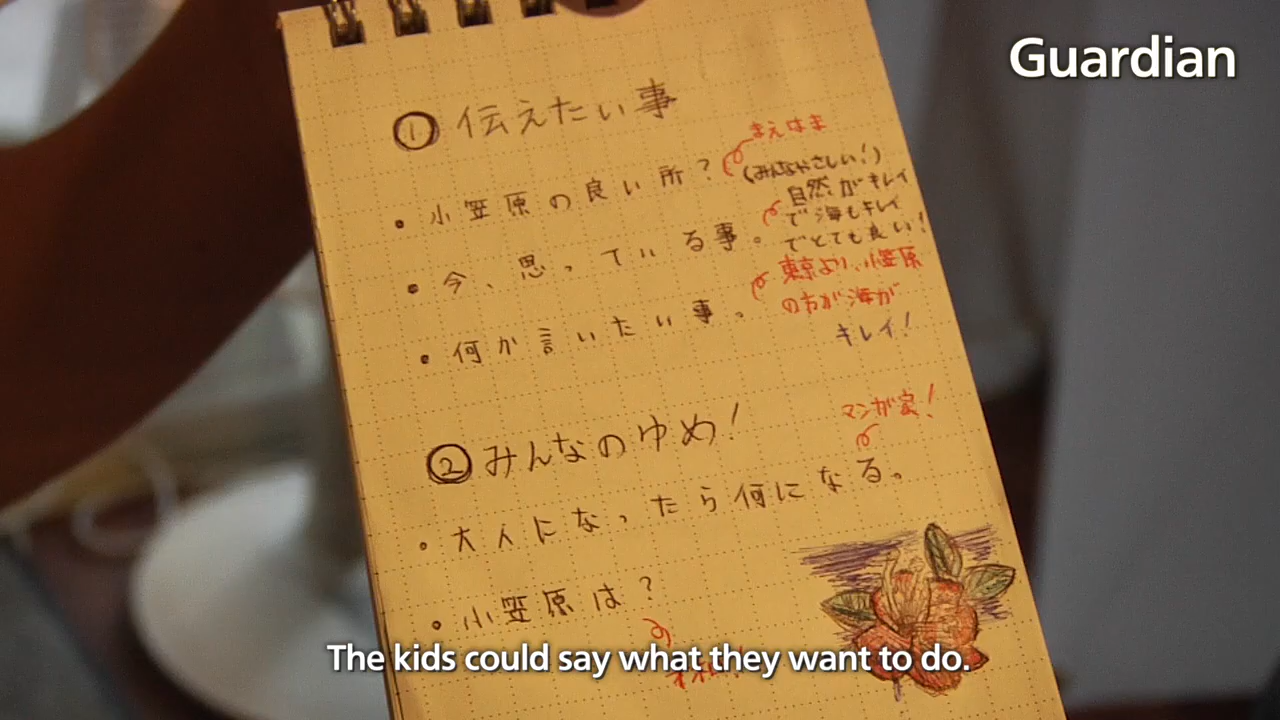 Guardian
① 伝えたい事
まえはま
・小笠原の良い所?
(みんなやさしい!)
自然がキレイ
で海もキレイ
でとても良い!
・今、思っている事。
東京より、小笠原
の方が海が
キレイ!
・何か言いたい事。
② みんなのゆめ!
マンガ家!
・大人になったら何になる。
・小笠原は?
The kids could say what they want to do.